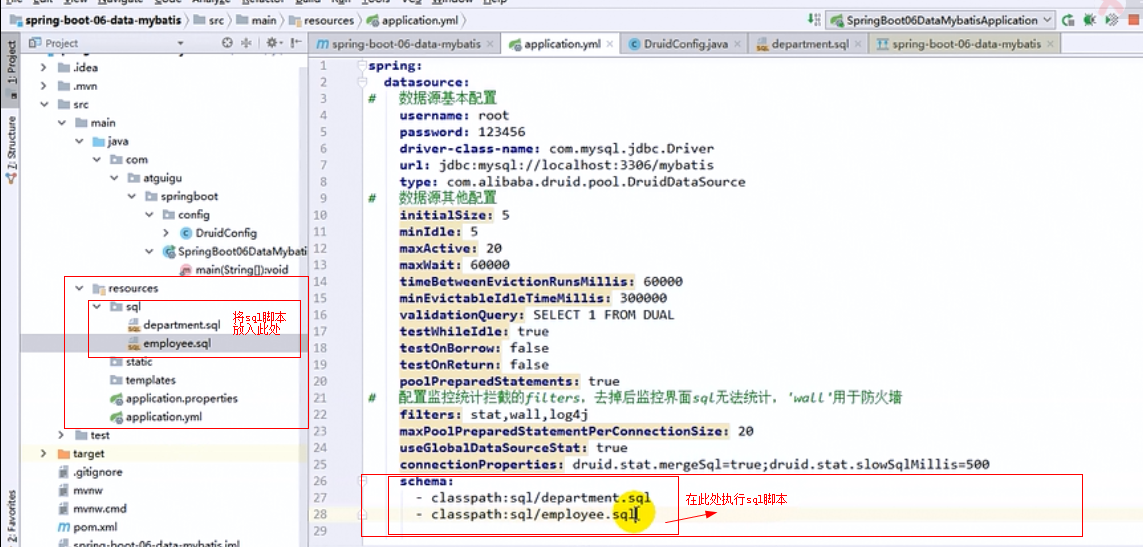 spring-boot-06-data-mybatis src main resources application.yml
SpringBoot06DataMybatisApplication
Project
spring-boot-06-data-mybatis
application.yml
DruidConfig.java
department.sql
spring-boot-06-data-mybatis
1: Project
Z: Structure
2: Favorites
.idea
.mvn
src
main
java
com
atguigu
springboot
config
DruidConfig
SpringBoot06DataMybati
main(String[]):void
resources
sql
department.sql
employee.sql
将sql脚本
放入此处
static
templates
application.properties
application.yml
test
target
.gitignore
mvnw
mvnw.cmd
pom.xml
spring-boot-06-data-mybatis.iml
1 spring:
2 datasource:
3 # 数据源基本配置
4 username: root
5 password: 123456
6 driver-class-name: com.mysql.jdbc.Driver
7 url: jdbc:mysql://localhost:3306/mybatis
8 type: com.alibaba.druid.pool.DruidDataSource
9 # 数据源其他配置
10 initialSize: 5
11 minIdle: 5
12 maxActive: 20
13 maxWait: 60000
14 timeBetweenEvictionRunsMillis: 60000
15 minEvictableIdleTimeMillis: 300000
16 validationQuery: SELECT 1 FROM DUAL
17 testWhileIdle: true
18 testOnBorrow: false
19 testOnReturn: false
20 poolPreparedStatements: true
21 # 配置监控统计拦截的filters，去掉后监控界面sql无法统计，'wall'用于防火墙
22 filters: stat,wall,log4j
23 maxPoolPreparedStatementPerConnectionSize: 20
24 useGlobalDataSourceStat: true
25 connectionProperties: druid.stat.mergeSql=true;druid.stat.slowSqlMillis=500
26 schema:
27 - classpath:sql/department.sql
28 - classpath:sql/employee.sql
29
在此处执行sql脚本